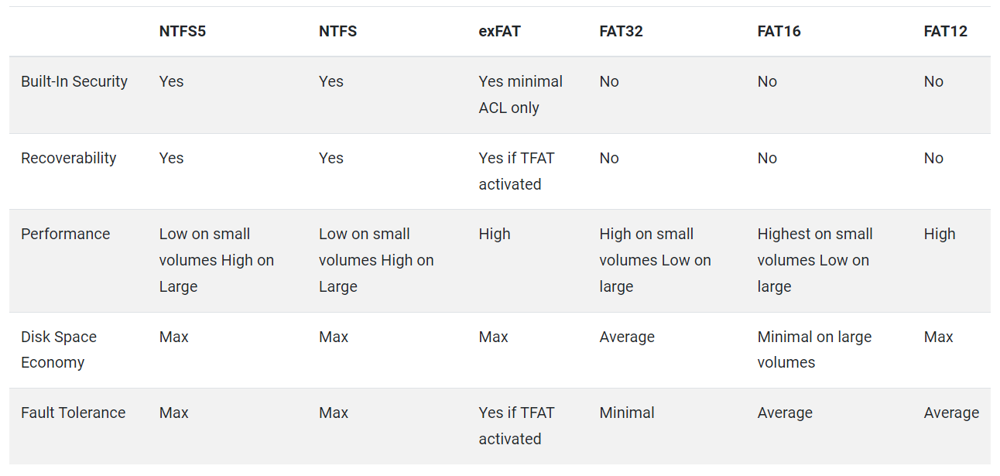 NTFS5 NTFS exFAT FAT32 FAT16 FAT12
Built-In Security Yes Yes Yes minimal No No No
ACL only
Recoverability Yes Yes Yes if TFAT No No No
activated
Performance Low on small Low on small High High on small Highest on small High
volumes High on volumes High on volumes Low on volumes Low on
Large Large large large
Disk Space Max Max Max Average Minimal on large Max
Economy volumes
Fault Tolerance Max Max Yes if TFAT Minimal Average Average
activated